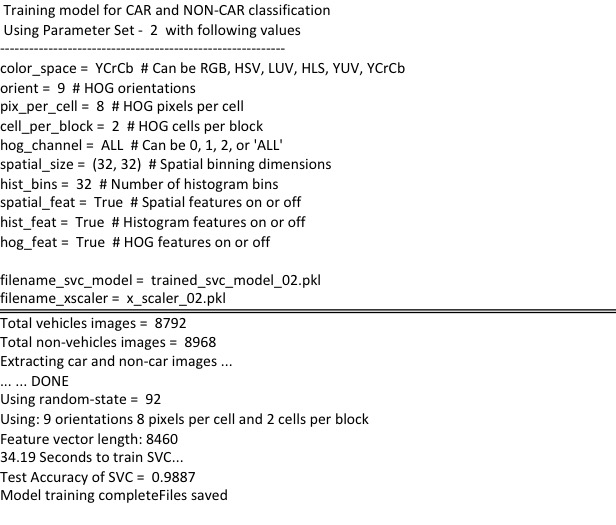 Training model for CAR and NON-CAR classification
Using Parameter Set - 2 with following values
-----------------------------------------------------------
color_space = YCrCb # Can be RGB, HSV, LUV, HLS, YUV, YCrCb
orient = 9 # HOG orientations
pix_per_cell = 8 # HOG pixels per cell
cell_per_block = 2 # HOG cells per block
hog_channel = ALL # Can be 0, 1, 2, or 'ALL'
spatial_size = (32, 32) # Spatial binning dimensions
hist_bins = 32 # Number of histogram bins
spatial_feat = True # Spatial features on or off
hist_feat = True # Histogram features on or off
hog_feat = True # HOG features on or off
filename_svc_model = trained_svc_model_02.pkl
filename_xscaler = x_scaler_02.pkl
Total vehicles images = 8792
Total non-vehicles images = 8968
Extracting car and non-car images ...
... ... DONE
Using random-state = 92
Using: 9 orientations 8 pixels per cell and 2 cells per block
Feature vector length: 8460
34.19 Seconds to train SVC...
Test Accuracy of SVC = 0.9887
Model training completeFiles saved